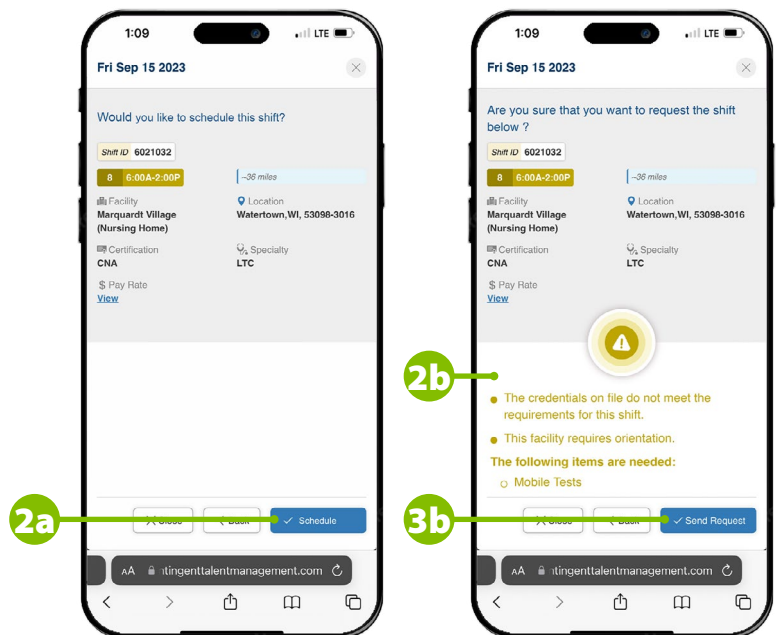 1:09
LTE
Fri Sep 15 2023
Would you like to schedule this shift?
Shift ID 6021032
8 6:00A-2:00P
~36 miles
Facility
Location
Marquardt Village
(Nursing Home)
Watertown,WI, 53098-3016
Certification
Specialty
CNA
LTC
$ Pay Rate
View
2a
Close
Back
Schedule
AA
ntingenttalentmanagement.com
1:09
LTE
Fri Sep 15 2023
Are you sure that you want to request the shift
below ?
Shift ID 6021032
8 6:00A-2:00P
~36 miles
Facility
Location
Marquardt Village
(Nursing Home)
Watertown,WI, 53098-3016
Certification
Specialty
CNA
LTC
$ Pay Rate
View
2b
The credentials on file do not meet the
requirements for this shift.
This facility requires orientation.
The following items are needed:
Mobile Tests
3b
Close
Back
Send Request
AA
ntingenttalentmanagement.com